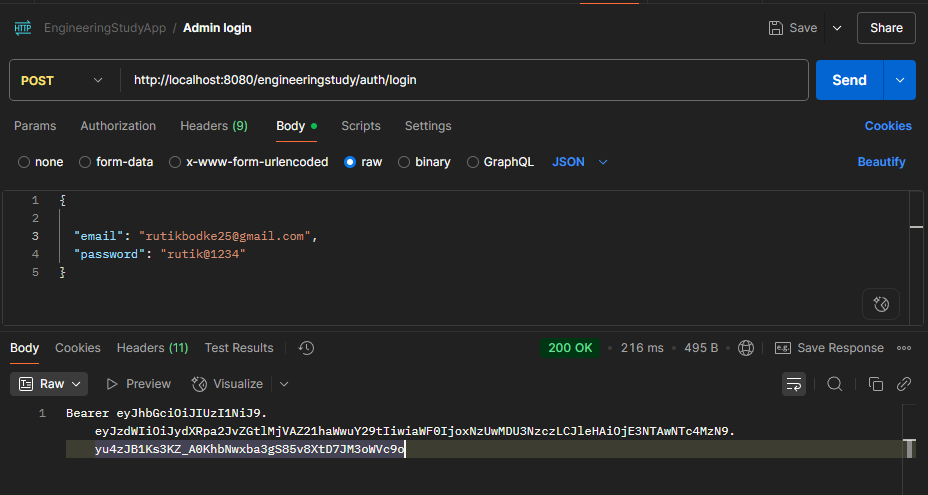 HTTP EngineeringStudyApp / Admin login Save Share
POST http://localhost:8080/engineeringstudy/auth/login Send
Params Authorization Headers (9) Body Scripts Settings Cookies
none form-data x-www-form-urlencoded raw binary GraphQL JSON Beautify
1 {
2
3 "email": "rutikbodke25@gmail.com",
4 "password": "rutik@1234"
5 }
Body Cookies Headers (11) Test Results 200 OK • 216 ms • 495 B • e.g. Save Response
Raw Preview Visualize
1 Bearer eyJhbGciOiJIUzI1NiJ9.
eyJzdWIiOiJydXRpa2JvZGtlMjVAZ21haWwuY29tIiwiaWF0IjoxNzUwMDU3NzczLCJleHAiOjE3NTAwNTc4MzN9.
yu4zJB1Ks3KZ_A0KhbNwxba3gS85v8XtD7JM3oWVc9o